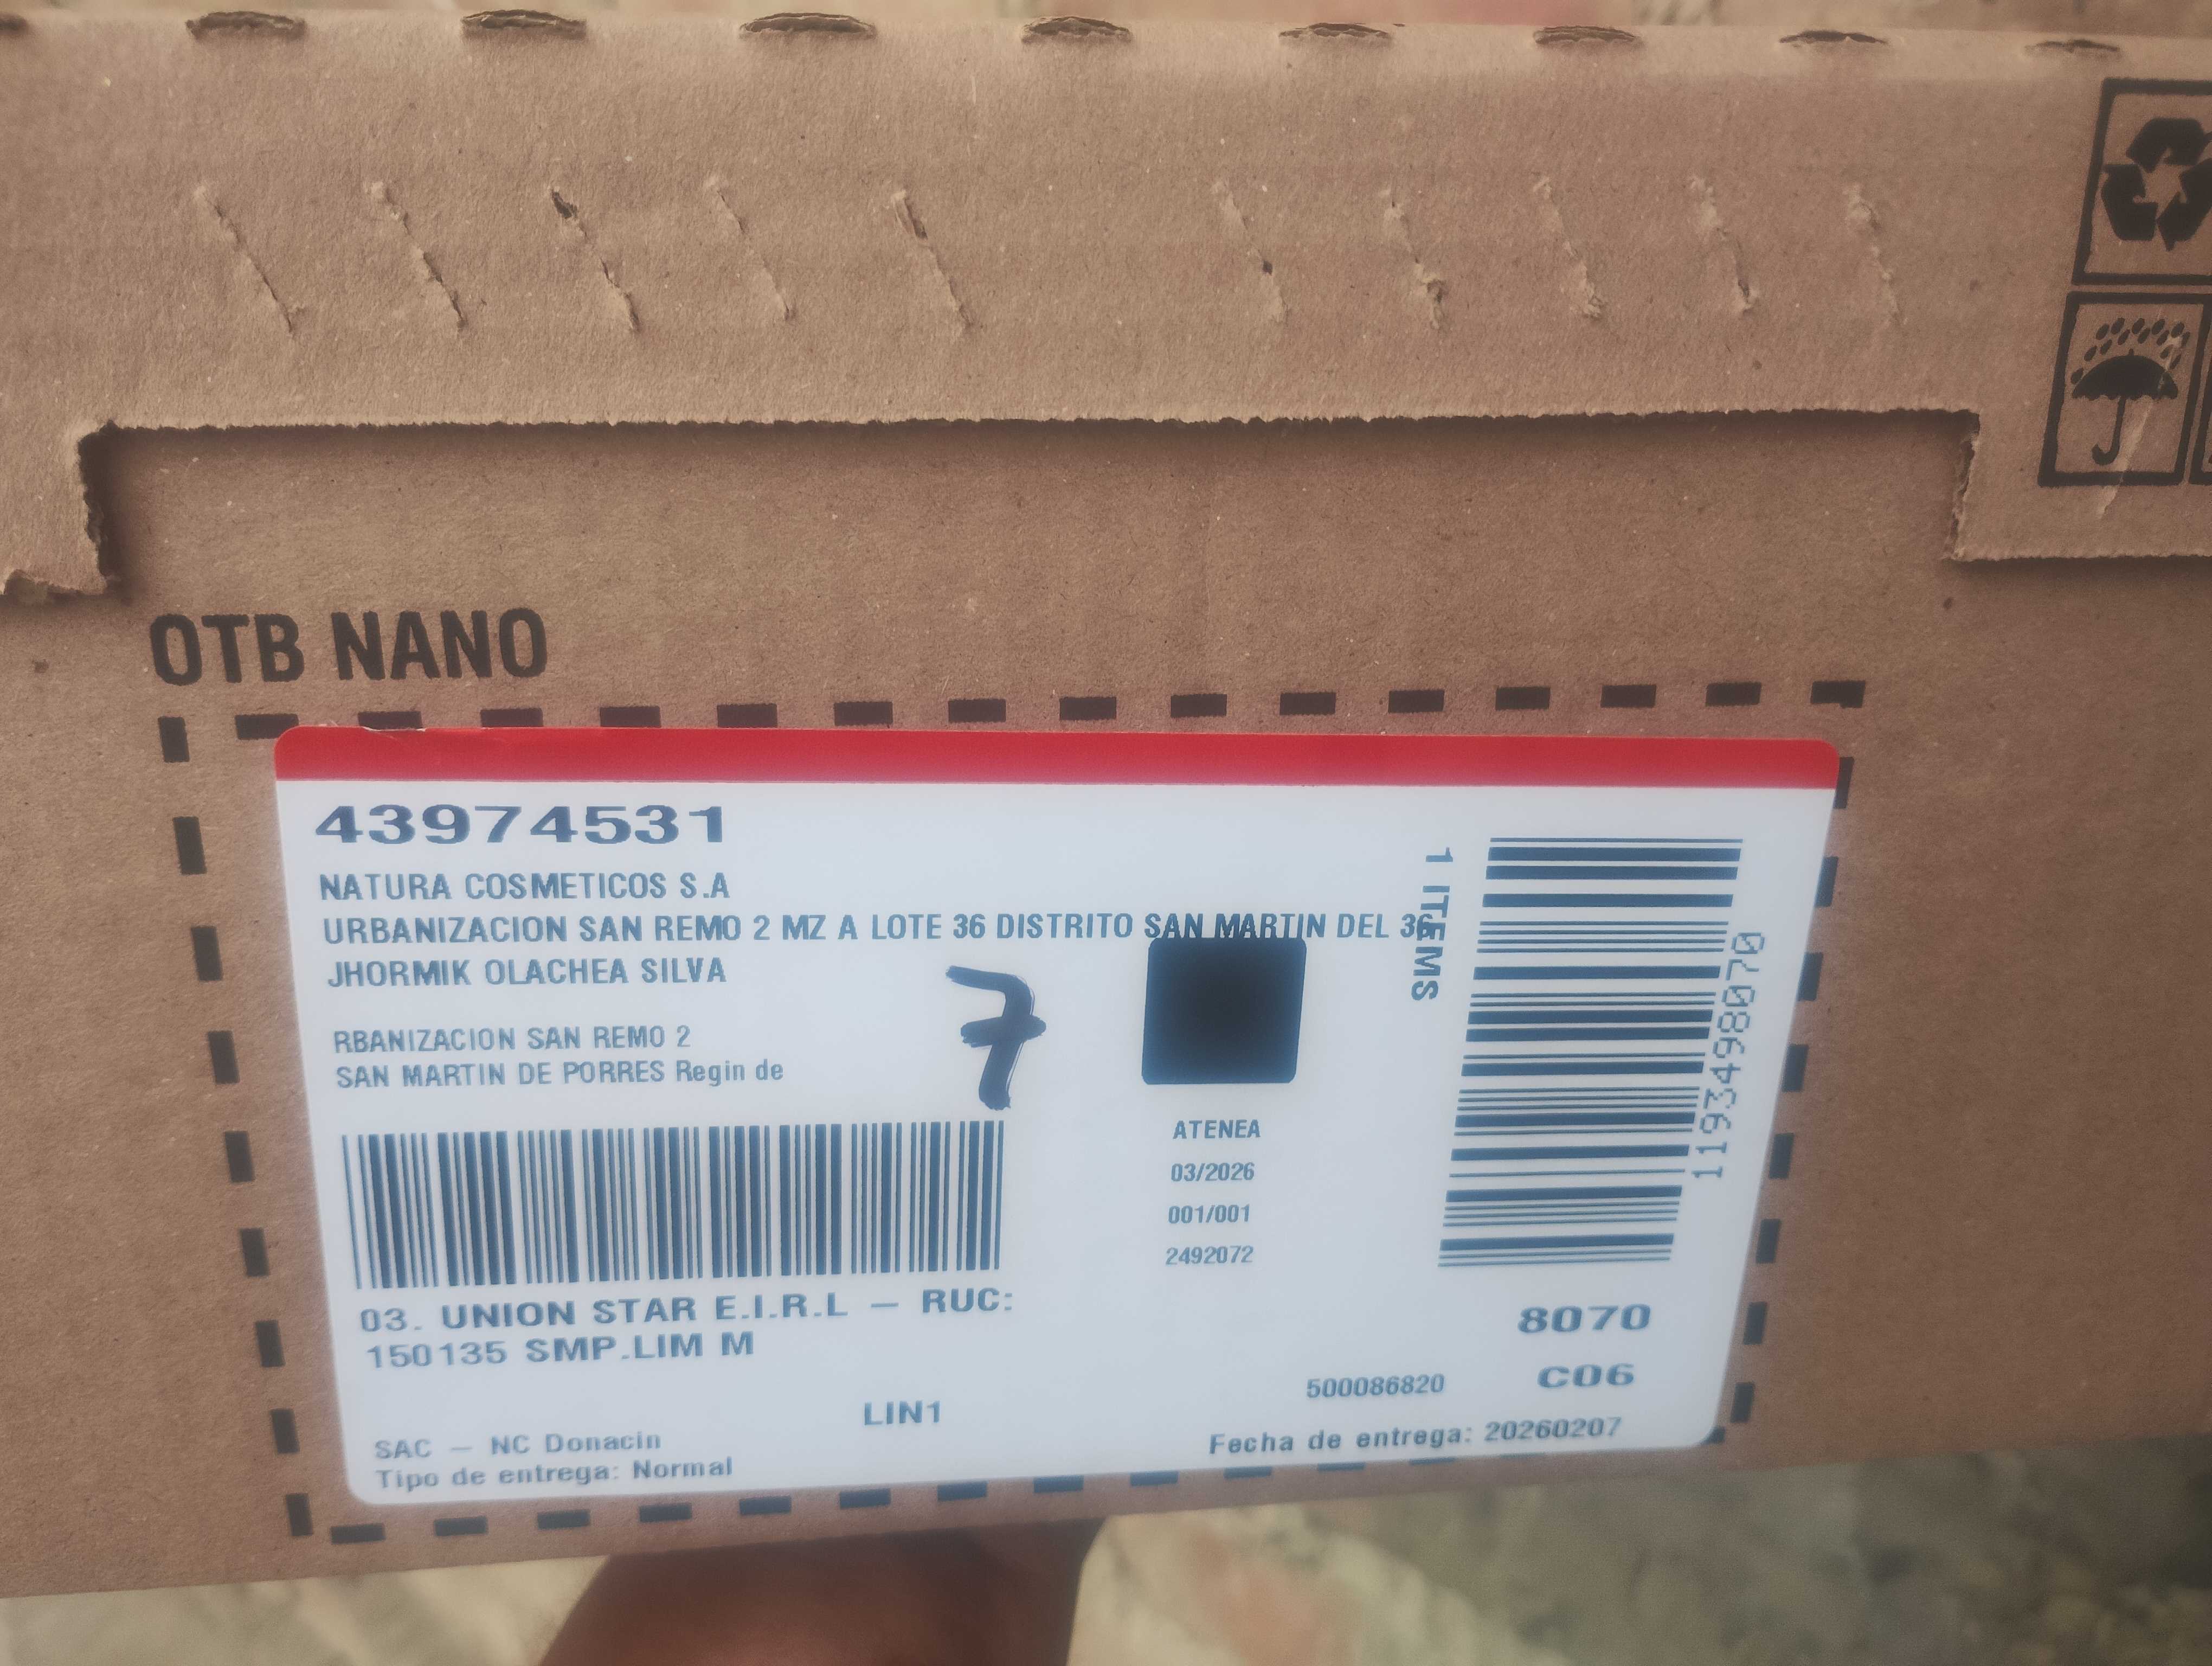 OTB NANO
43974531
NATURA COSMETICOS S.A
URBANIZACION SAN REMO 2 MZ A LOTE 36 DISTRITO SAN MARTIN DEL 36
JHORMIK OLACHEA SILVA
RBANIZACION SAN REMO 2
SAN MARTIN DE PORRES Regin de
7
1 ITEMS
1193498070
ATENEA
03/2026
001/001
2492072
03. UNION STAR E.I.R.L – RUC:
150135 SMP.LIM M
8070
C06
500086820
LIN1
SAC – NC Donacin
Tipo de entrega: Normal
Fecha de entrega: 20260207